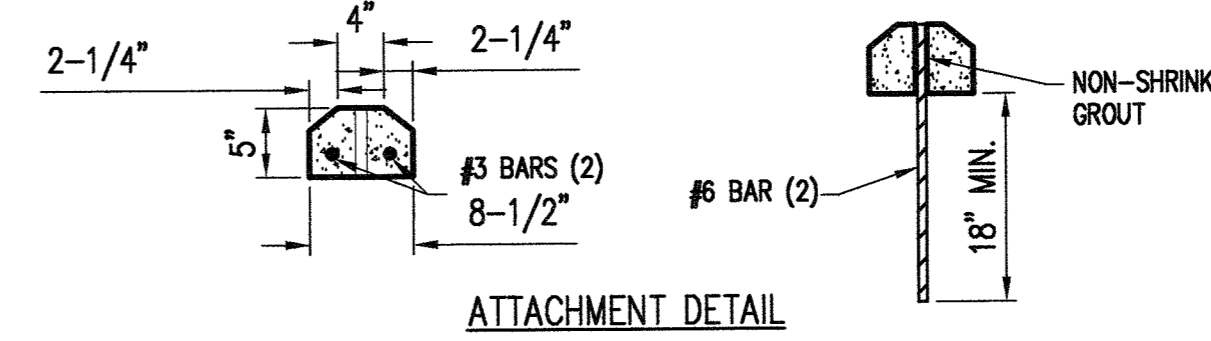 4"
2-1/4"
2-1/4"
5"
#3 BARS (2)
8-1/2"
NON-SHRINK
GROUT
#6 BAR (2)
18" MIN.
ATTACHMENT DETAIL